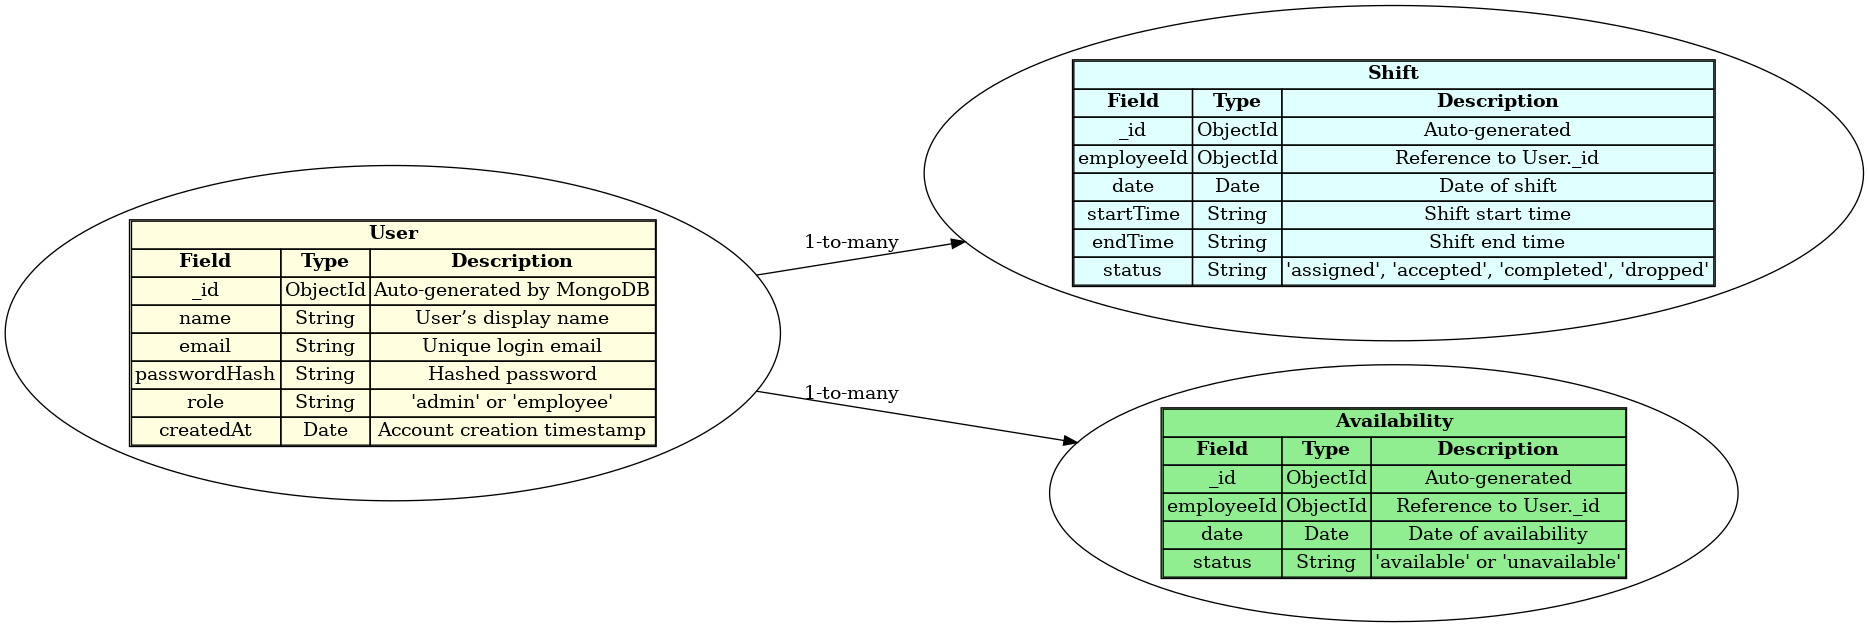 User
Field Type Description
_id ObjectId Auto-generated by MongoDB
name String User’s display name
email String Unique login email
passwordHash String Hashed password
role String 'admin' or 'employee'
createdAt Date Account creation timestamp
1-to-many
1-to-many
Shift
Field Type Description
_id ObjectId Auto-generated
employeeId ObjectId Reference to User._id
date Date Date of shift
startTime String Shift start time
endTime String Shift end time
status String 'assigned', 'accepted', 'completed', 'dropped'
Availability
Field Type Description
_id ObjectId Auto-generated
employeeId ObjectId Reference to User._id
date Date Date of availability
status String 'available' or 'unavailable'